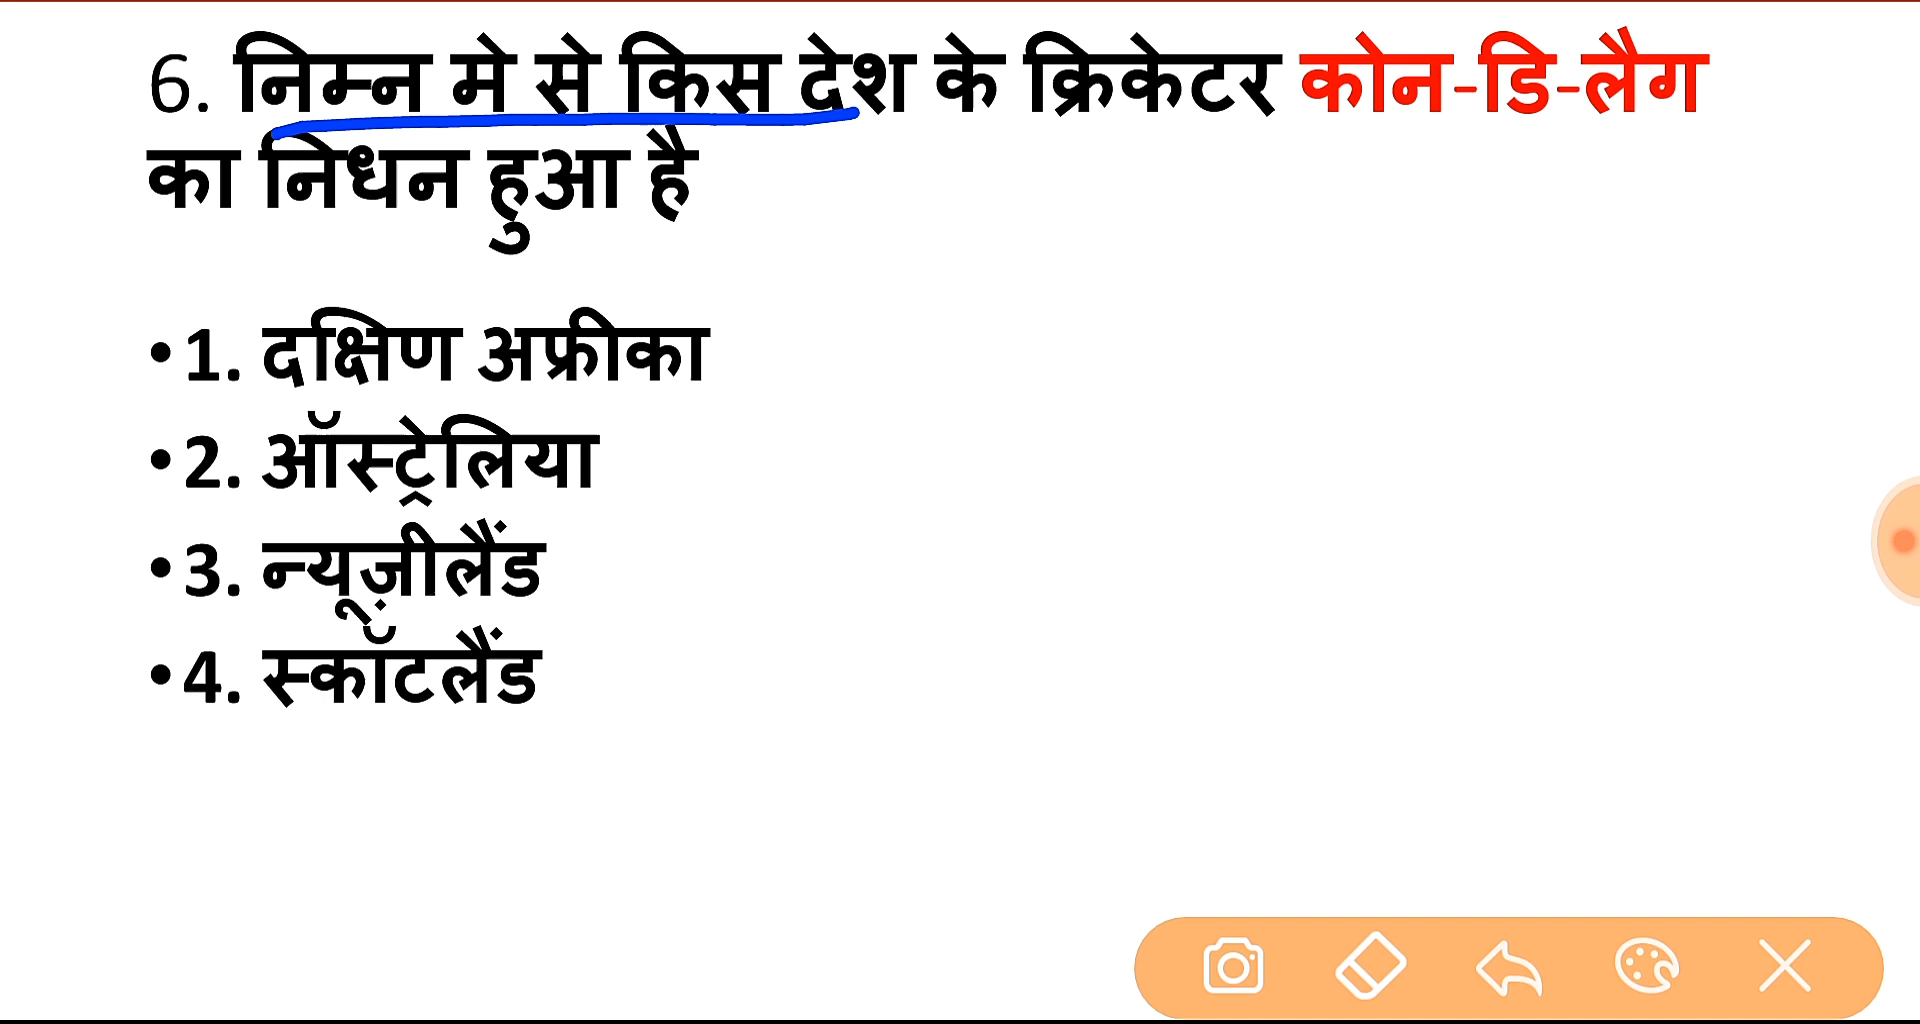 6. निम्न मे से किस देश के क्रिकेटर कोन-डि-लैग
का निधन हुआ है
•1. दक्षिण अफ्रीका
•2. ऑस्ट्रेलिया
•3. न्यूज़ीलैंड
•4. स्कॉटलैंड